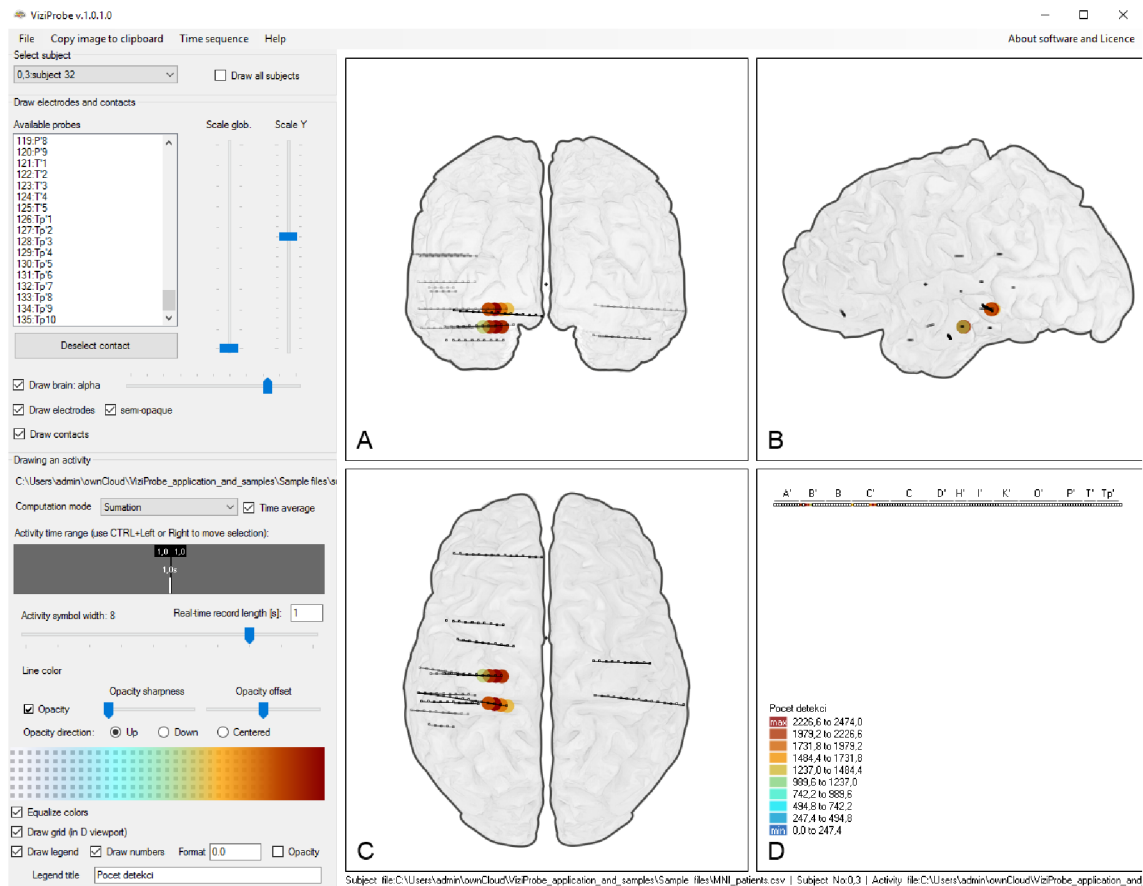 ViziProbe v.1.0.1.0
File Copy image to clipboard Time sequence Help About software and Licence
Select subject
0,3:subject 32
Draw all subjects
Draw electrodes and contacts
Available probes Scale glob. Scale Y
119:P'8
120:P'9
121:T'1
122:T'2
123:T'3
124:T'4
125:T'5
126:Tp'1
127:Tp'2
128:Tp'3
129:Tp'4
130:Tp'5
131:Tp'6
132:Tp'7
133:Tp'8
134:Tp'9
135:Tp10
Deselect contact
Draw brain: alpha
Draw electrodes semi-opaque
Draw contacts
Drawing an activity
C:\Users\admin\ownCloud\ViziProbe_application_and_samples\Sample files\s
Computation mode Sumation Time average
Activity time range (use CTRL+Left or Right to move selection):
1,0 1,0
1,0s
Activity symbol width: 8 Real-time record length [s]: 1
Line color
Opacity sharpness Opacity offset
Opacity
Opacity direction: Up Down Centered
Equalize colors
Draw grid (in D viewport)
Draw legend Draw numbers Format 0.0 Opacity
Legend title Pocet detekci
A
B
C
A' B' B C' C D' H' I' K' O' P' T' Tp'
Pocet detekci
max 2226,6 to 2474,0
1979,2 to 2226,6
1731,8 to 1979,2
1484,4 to 1731,8
1237,0 to 1484,4
989,6 to 1237,0
742,2 to 989,6
494,8 to 742,2
247,4 to 494,8
min 0,0 to 247,4
D
Subject file:C:\Users\admin\ownCloud\ViziProbe_application_and_samples\Sample files\MNI_patients.csv | Subject No:0,3 | Activity file:C:\Users\admin\ownCloud\ViziProbe_application_and